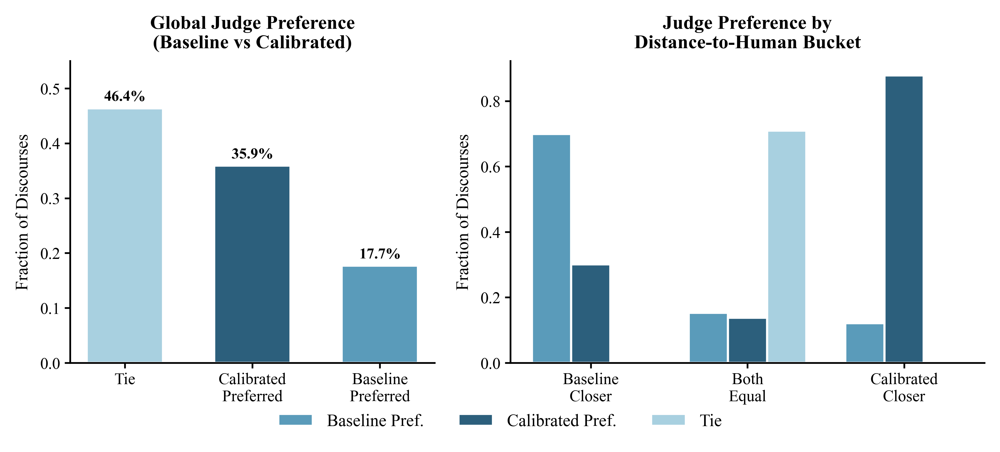 Global Judge Preference
(Baseline vs Calibrated)
Fraction of Discourses
0.5
0.4
0.3
0.2
0.1
0.0
46.4%
35.9%
17.7%
Tie
Calibrated
Preferred
Baseline
Preferred
Judge Preference by
Distance-to-Human Bucket
Fraction of Discourses
0.8
0.6
0.4
0.2
0.0
Baseline
Closer
Both
Equal
Calibrated
Closer
Baseline Pref.
Calibrated Pref.
Tie